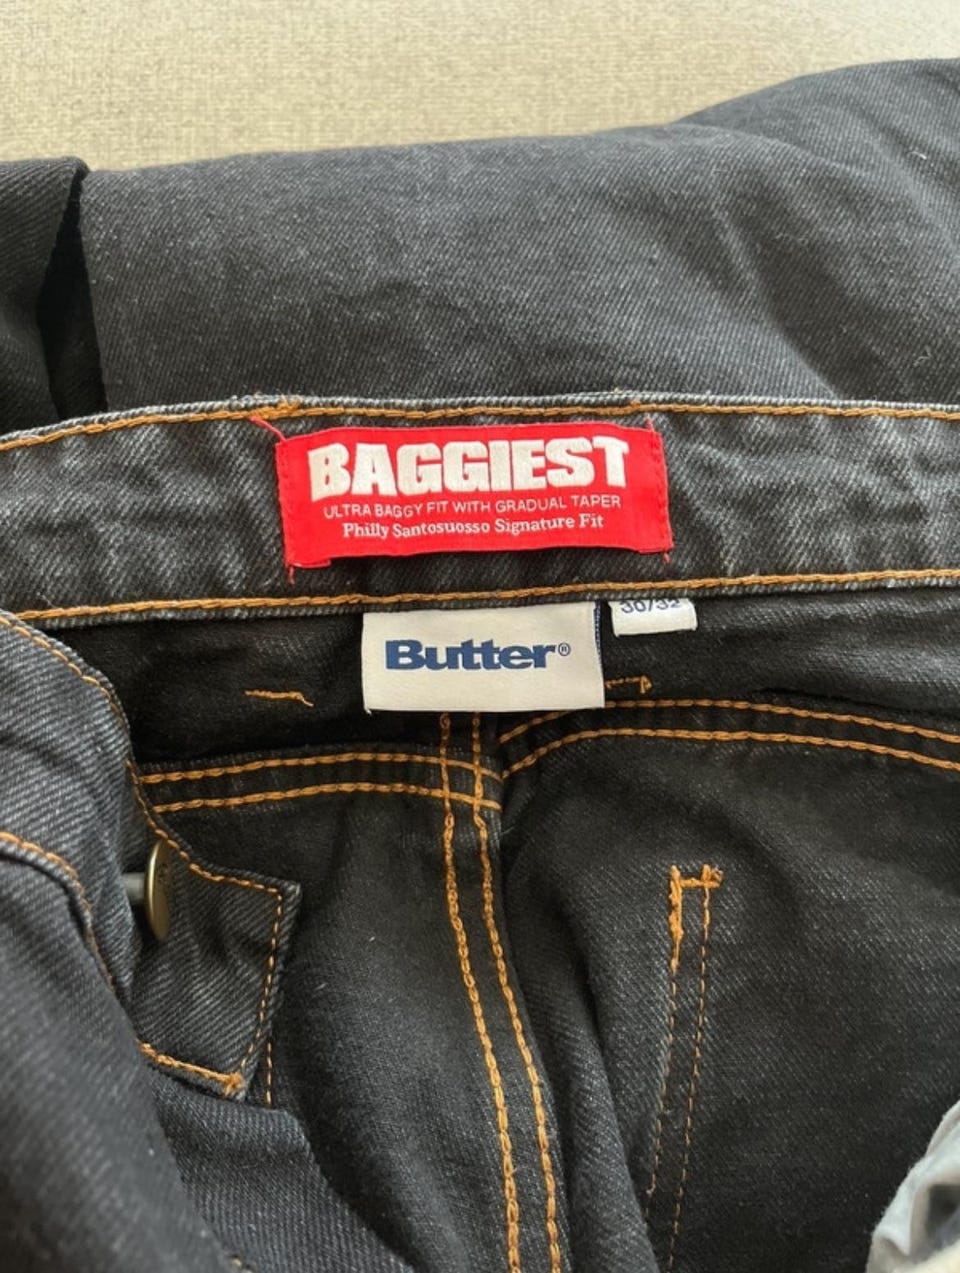 BAGGIEST
ULTRA BAGGY FIT WITH GRADUAL TAPER
Philly Santosuosso Signature Fit
Butter®
30/32